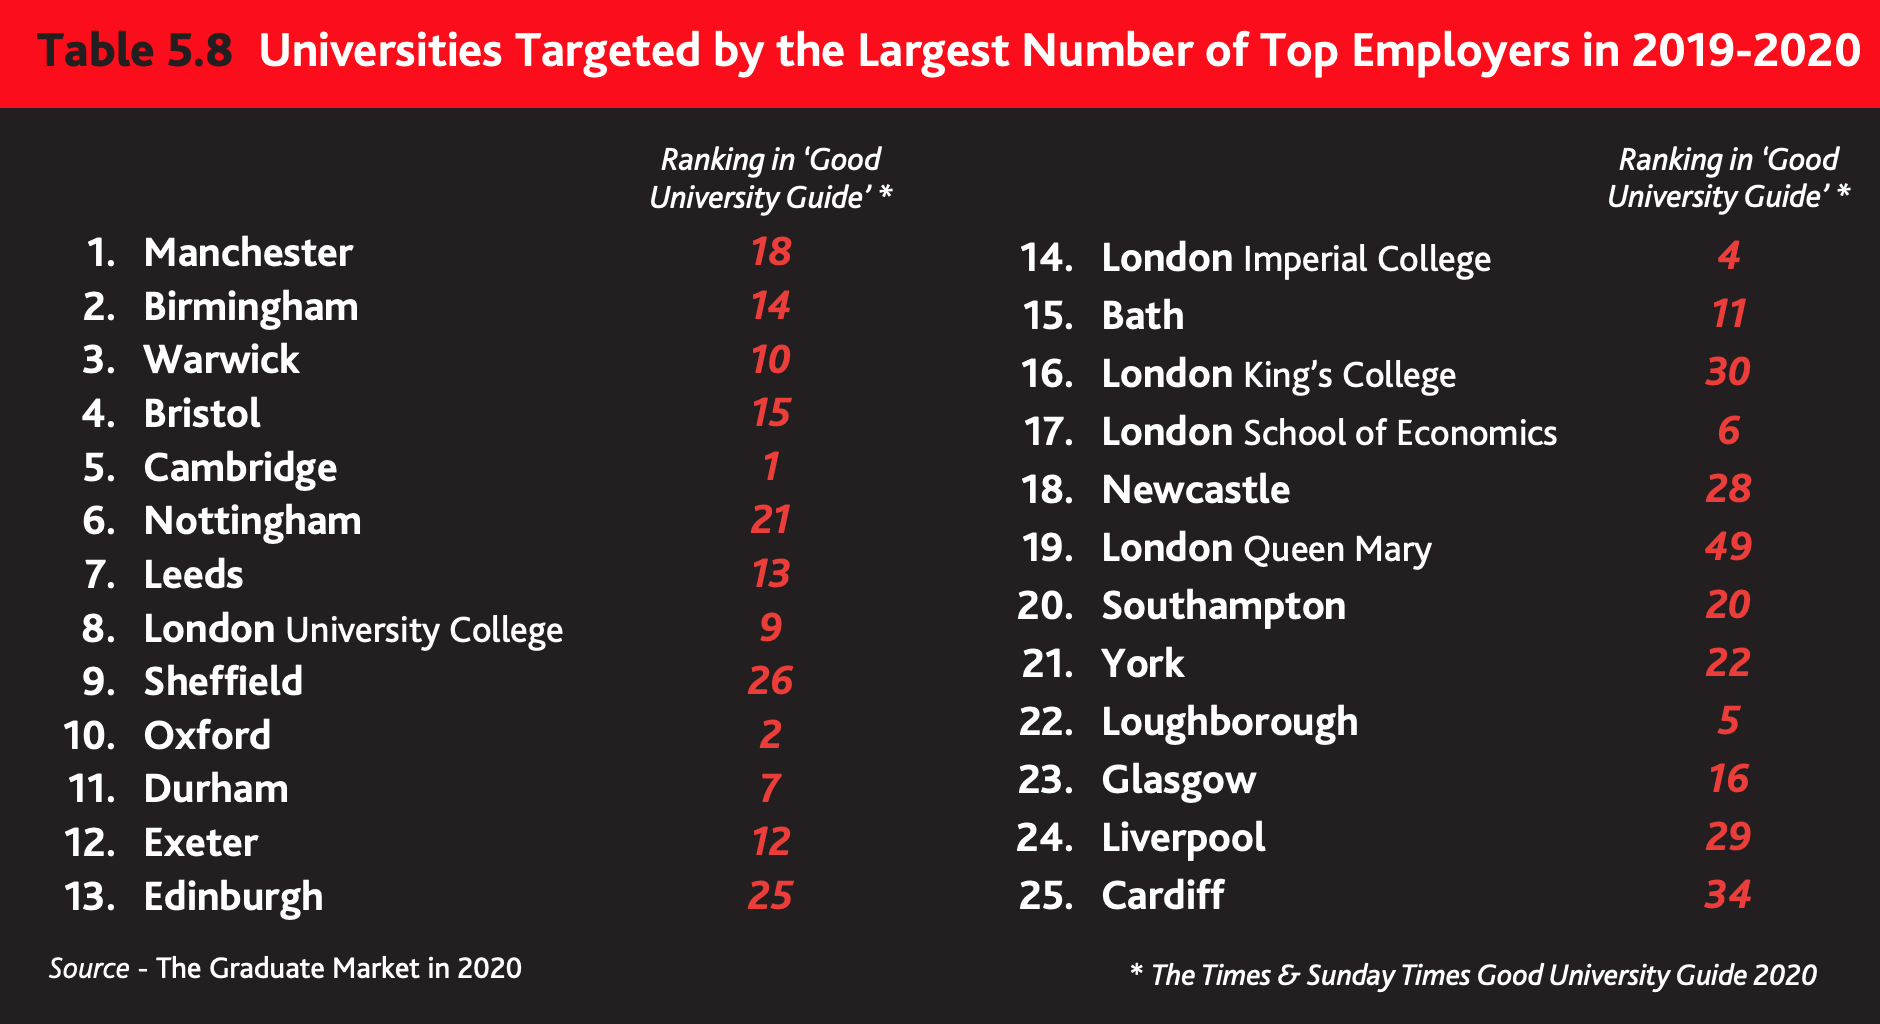 Table 5.8 Universities Targeted by the Largest Number of Top Employers in 2019-2020
Ranking in ‘Good
University Guide’ *
1. Manchester 18
2. Birmingham 14
3. Warwick 10
4. Bristol 15
5. Cambridge 1
6. Nottingham 21
7. Leeds 13
8. London University College 9
9. Sheffield 26
10. Oxford 2
11. Durham 7
12. Exeter 12
13. Edinburgh 25
Ranking in ‘Good
University Guide’ *
14. London Imperial College 4
15. Bath 11
16. London King’s College 30
17. London School of Economics 6
18. Newcastle 28
19. London Queen Mary 49
20. Southampton 20
21. York 22
22. Loughborough 5
23. Glasgow 16
24. Liverpool 29
25. Cardiff 34
Source - The Graduate Market in 2020
* The Times & Sunday Times Good University Guide 2020